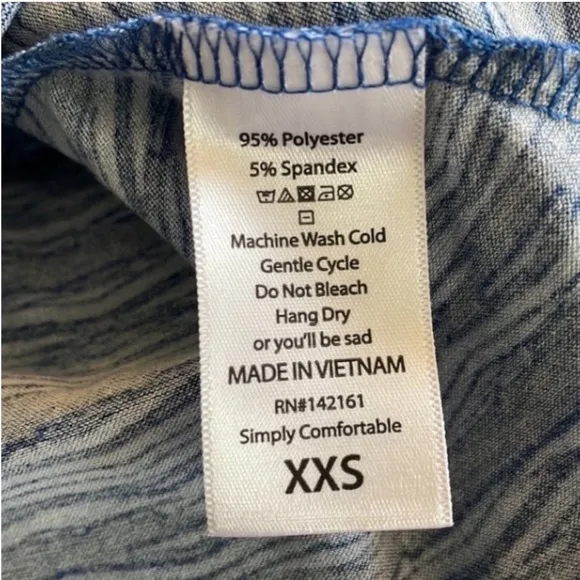 95% Polyester
5% Spandex
Machine Wash Cold
Gentle Cycle
Do Not Bleach
Hang Dry
or you'll be sad
MADE IN VIETNAM
RN#142161
Simply Comfortable
XXS